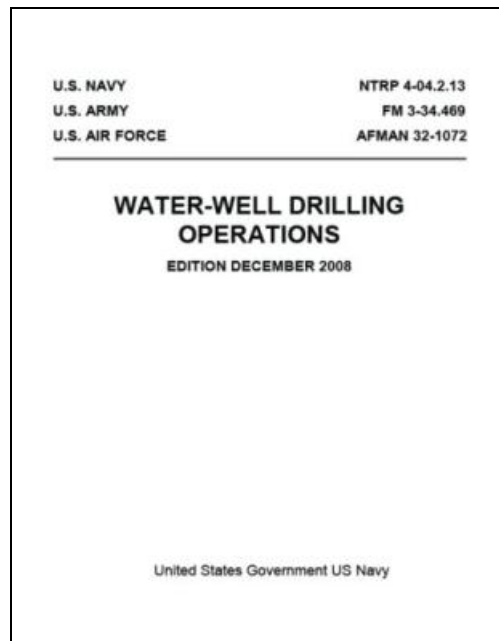 U.S. NAVY NTRP 4-04.2.13
U.S. ARMY FM 3-34.469
U.S. AIR FORCE AFMAN 32-1072
WATER-WELL DRILLING
OPERATIONS
EDITION DECEMBER 2008
United States Government US Navy